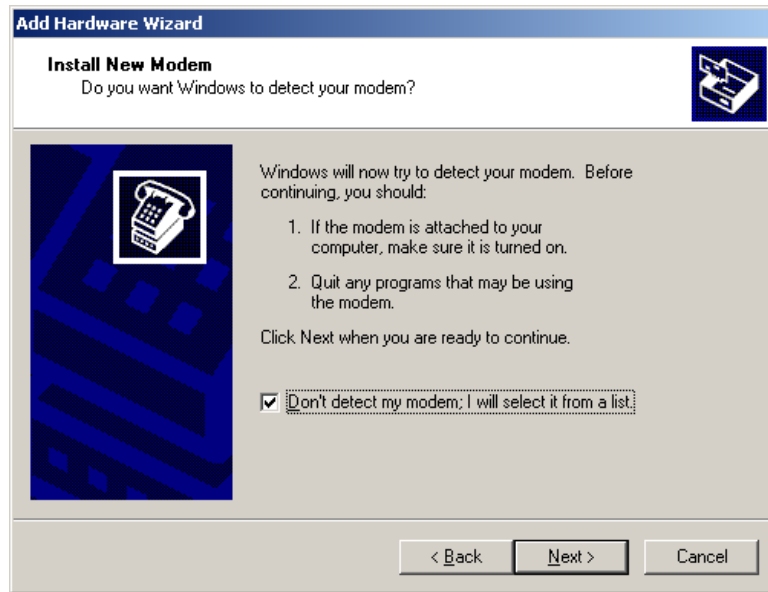 Add Hardware Wizard
Install New Modem
Do you want Windows to detect your modem?
Windows will now try to detect your modem.  Before
continuing, you should:
1. If the modem is attached to your
computer, make sure it is turned on.
2. Quit any programs that may be using
the modem.
Click Next when you are ready to continue.
Don't detect my modem; I will select it from a list.
< Back
Next >
Cancel